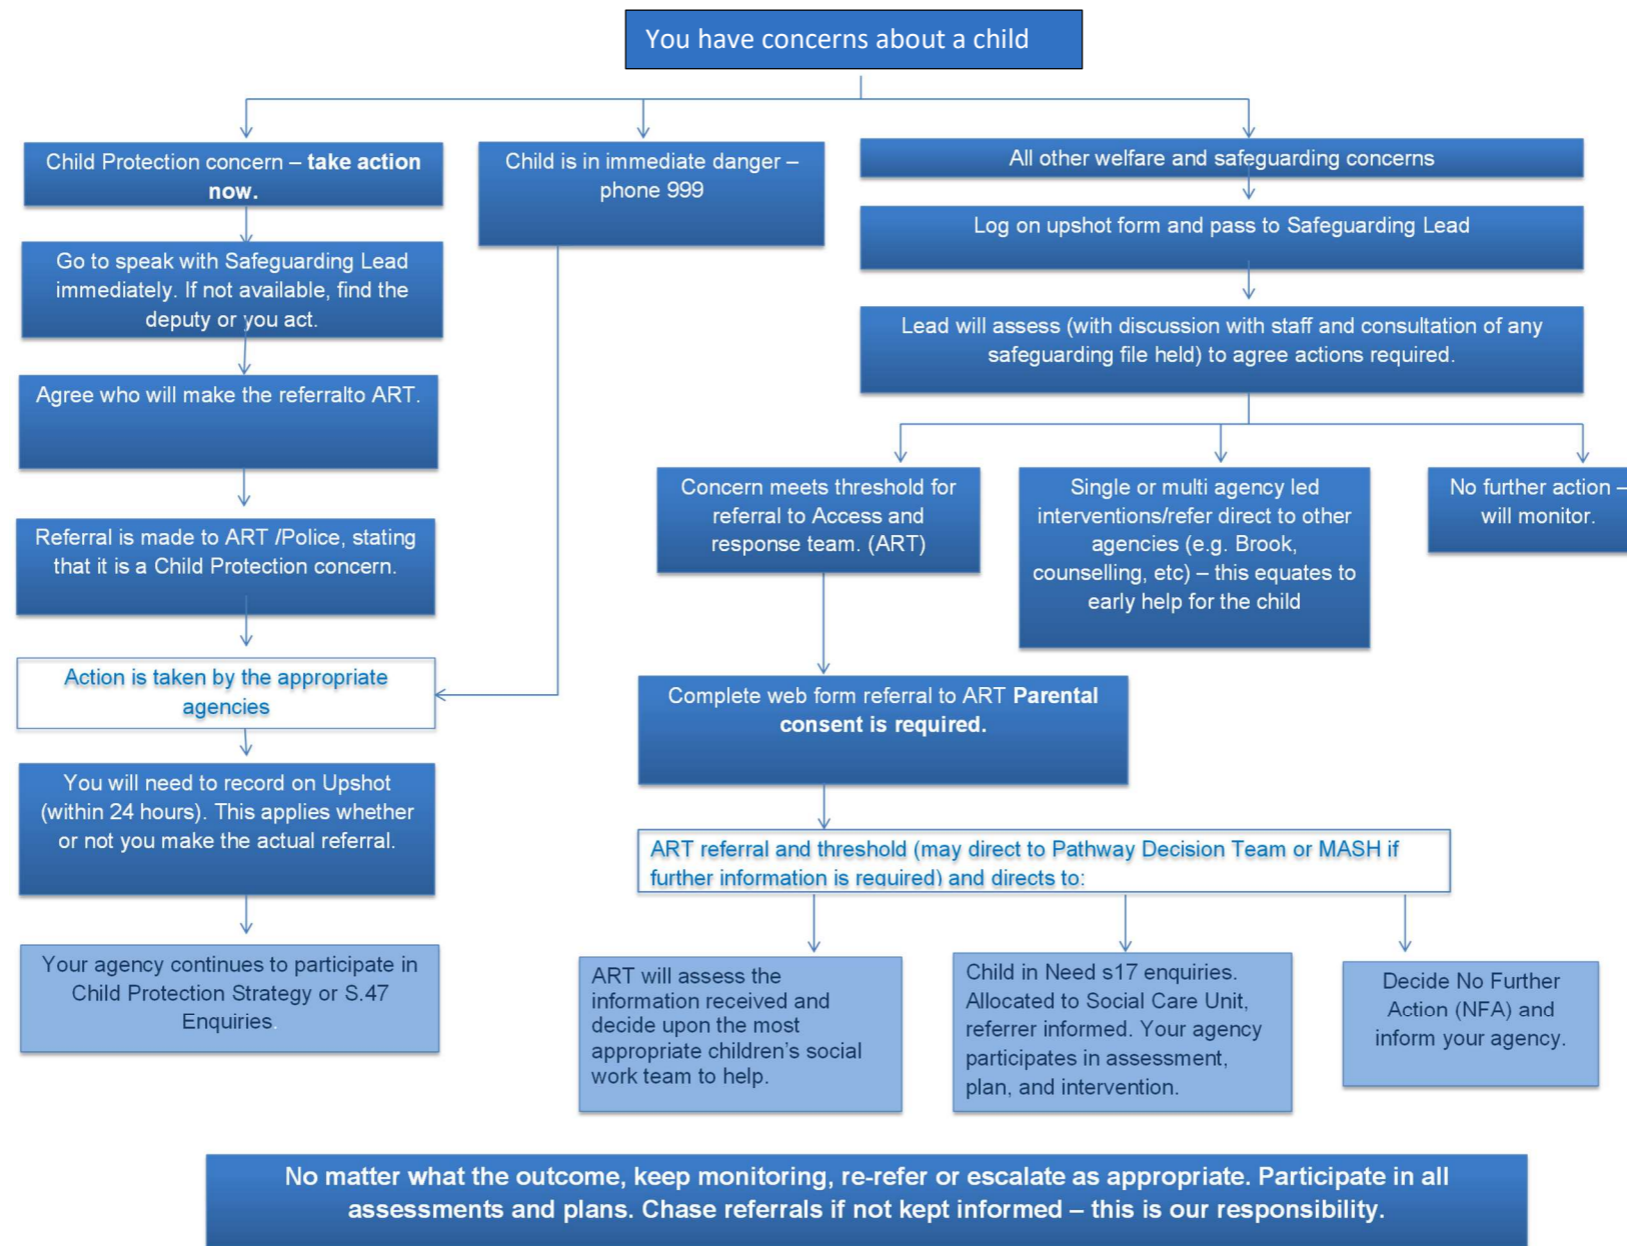 You have concerns about a child
Child Protection concern – take action
now.
Child is in immediate danger –
phone 999
All other welfare and safeguarding concerns
Go to speak with Safeguarding Lead
immediately. If not available, find the
deputy or you act.
Log on upshot form and pass to Safeguarding Lead
Lead will assess (with discussion with staff and consultation of any
safeguarding file held) to agree actions required.
Agree who will make the referralto ART.
Referral is made to ART /Police, stating
that it is a Child Protection concern.
Concern meets threshold for
referral to Access and
response team. (ART)
Single or multi agency led
interventions/refer direct to other
agencies (e.g. Brook,
counselling, etc) – this equates to
early help for the child
No further action –
will monitor.
Action is taken by the appropriate
agencies
Complete web form referral to ART Parental
consent is required.
You will need to record on Upshot
(within 24 hours). This applies whether
or not you make the actual referral.
ART referral and threshold (may direct to Pathway Decision Team or MASH if
further information is required) and directs to:
Your agency continues to participate in
Child Protection Strategy or S.47
Enquiries.
ART will assess the
information received and
decide upon the most
appropriate children's social
work team to help.
Child in Need s17 enquiries.
Allocated to Social Care Unit,
referrer informed. Your agency
participates in assessment,
plan, and intervention.
Decide No Further
Action (NFA) and
inform your agency.
No matter what the outcome, keep monitoring, re-refer or escalate as appropriate. Participate in all
assessments and plans. Chase referrals if not kept informed – this is our responsibility.